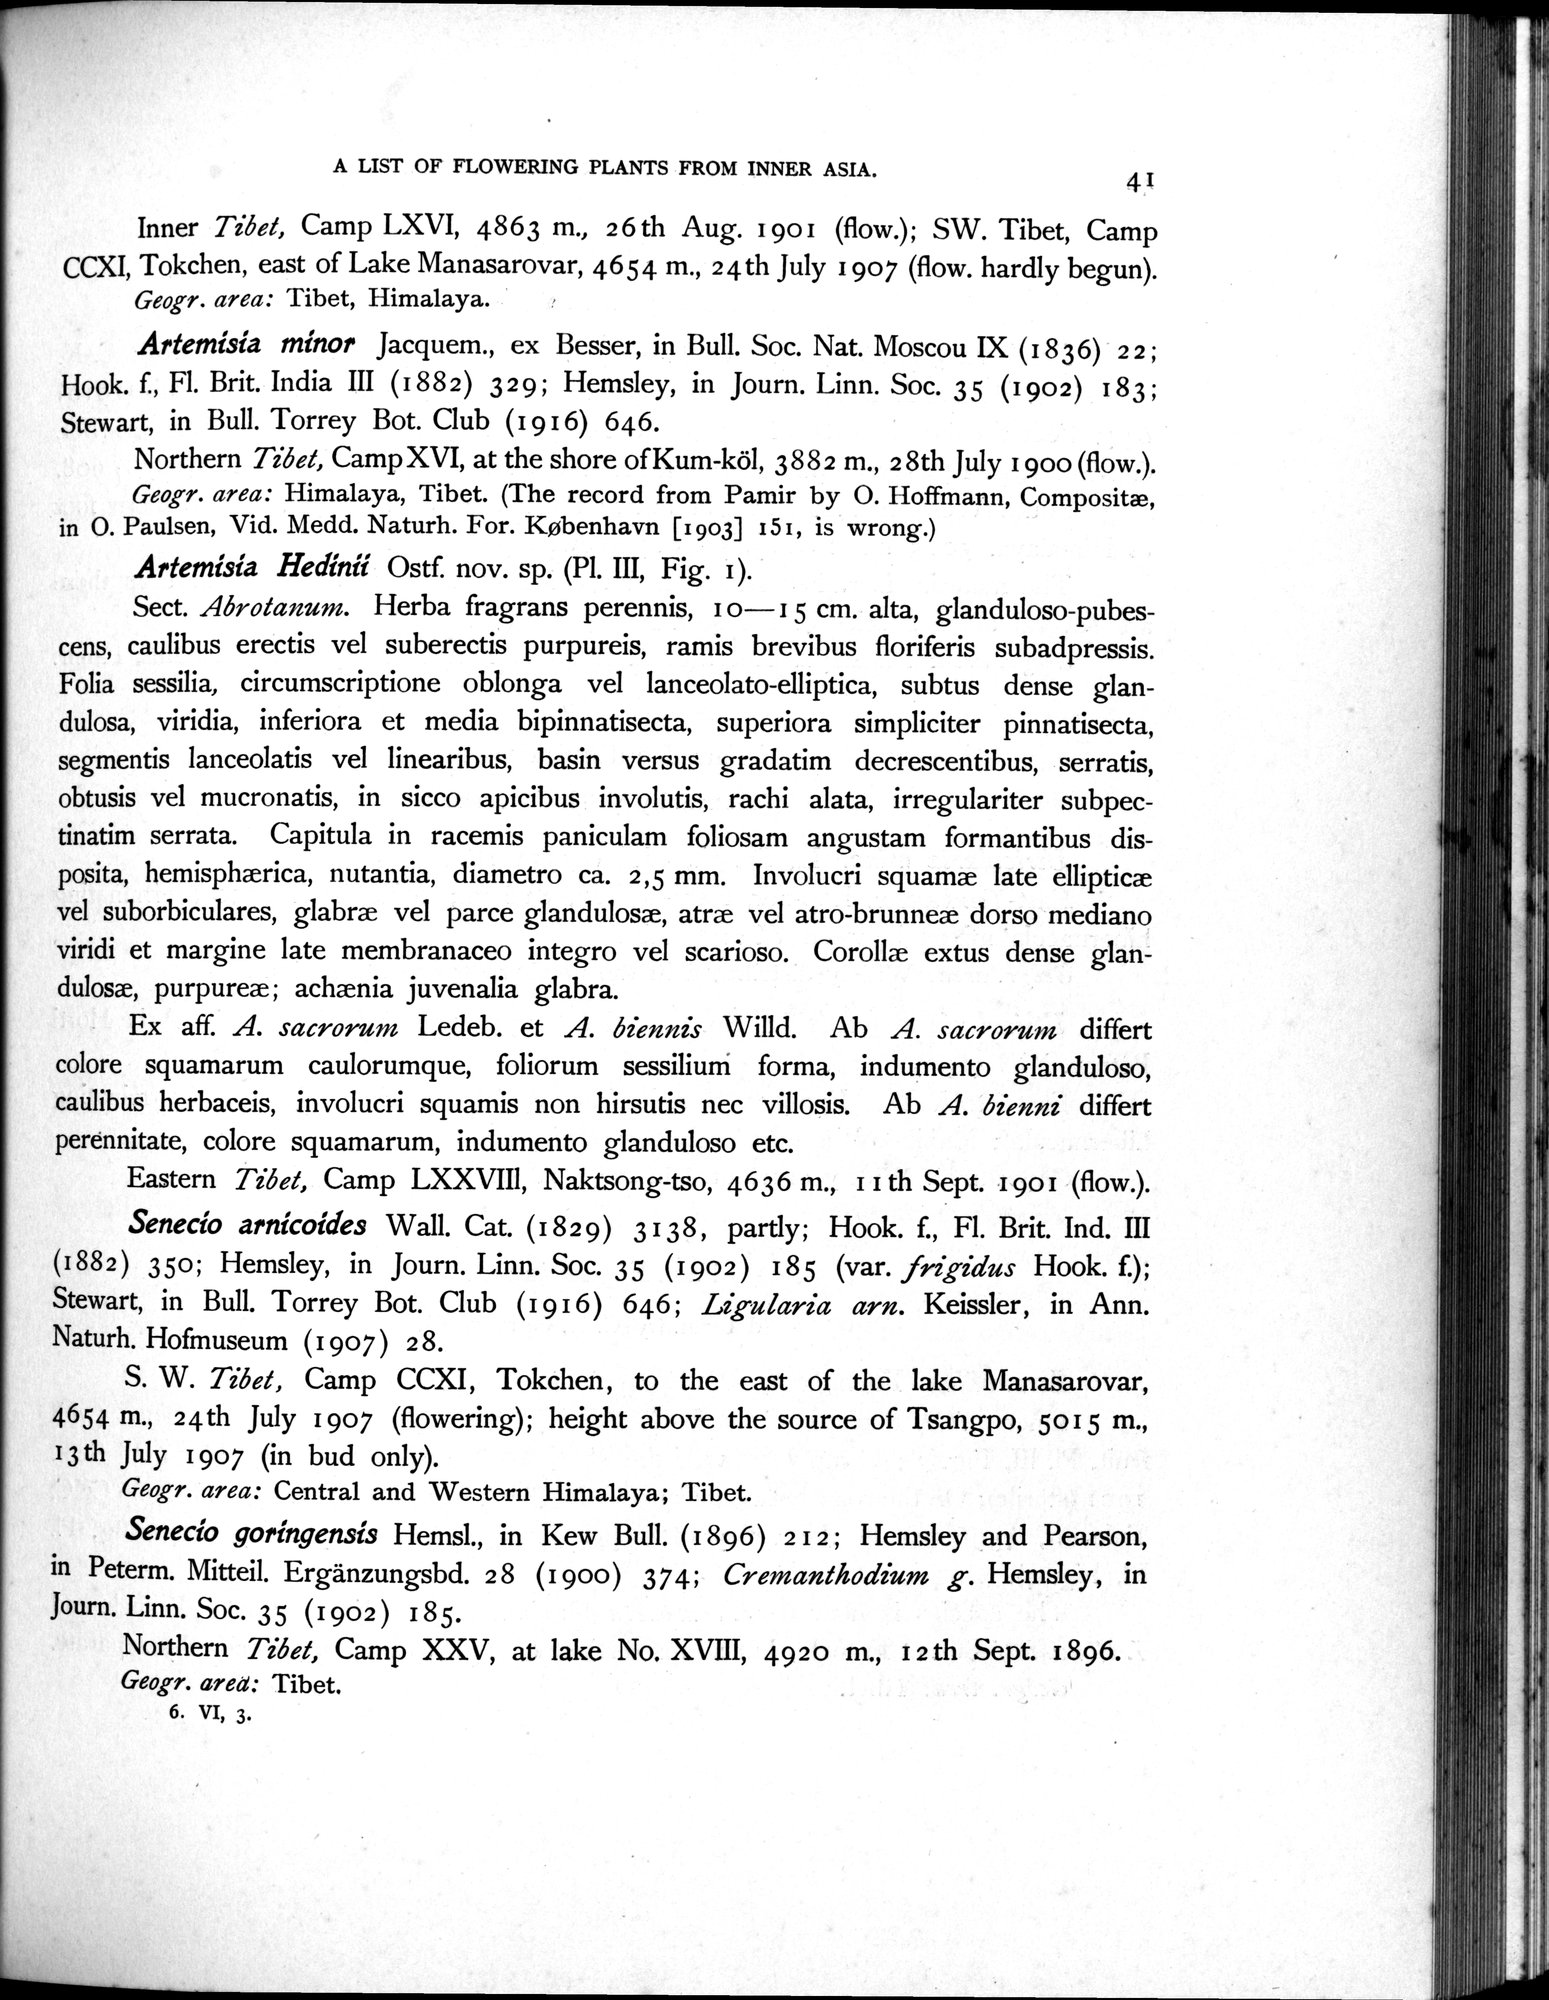 A LIST OF FLOWERING PLANTS FROM INNER ASIA.
41
Inner Tibet, Camp LXVI, 4863 m., 26th Aug. 1901 (flow.); SW. Tibet, Camp
CCXI, Tokchen, east of Lake Manasarovar, 4654 m., 24th July 1907 (flow. hardly begun).
Geogr. area: Tibet, Himalaya.
Artemisia minor Jacquem., ex Besser, in Bull. Soc. Nat. Moscou IX (1836) 22;
Hook. f., Fl. Brit. India III (1882) 329; Hemsley, in Journ. Linn. Soc. 35 (1902) 183;
Stewart, in Bull. Torrey Bot. Club (1916) 646.
Northern Tibet, Camp XVI, at the shore of Kum-köl, 3882 m., 28th July 1900 (flow.).
Geogr. area: Himalaya, Tibet. (The record from Pamir by O. Hoffmann, Compositæ,
in O. Paulsen, Vid. Medd. Naturh. For. København [1903] 151, is wrong.)
Artemisia Hedinii Ostf. nov. sp. (Pl. III, Fig. 1).
Sect. Abrotanum. Herba fragrans perennis, 10—15 cm. alta, glanduloso-pubes-
cens, caulibus erectis vel suberectis purpureis, ramis brevibus floriferis subadpressis.
Folia sessilia, circumscriptione oblonga vel lanceolato-elliptica, subtus dense glan-
dulosa, viridia, inferiora et media bipinnatisecta, superiora simpliciter pinnatisecta,
segmentis lanceolatis vel linearibus, basin versus gradatim decrescentibus, serratis,
obtusis vel mucronatis, in sicco apicibus involutis, rachi alata, irregulariter subpec-
tinatim serrata. Capitula in racemis paniculam foliosam angustam formantibus dis-
posita, hemisphærica, nutantia, diametro ca. 2,5 mm. Involucri squamæ late ellipticæ
vel suborbiculares, glabræ vel parce glandulosæ, atræ vel atro-brunneæ dorso mediano
viridi et margine late membranaceo integro vel scarioso. Corollæ extus dense glan-
dulosæ, purpureæ; achænia juvenalia glabra.
Ex aff. A. sacrorum Ledeb. et A. biennis Willd. Ab A. sacrorum differt
colore squamarum caulorumque, foliorum sessilium forma, indumento glanduloso,
caulibus herbaceis, involucri squamis non hirsutis nec villosis. Ab A. bienni differt
perennitate, colore squamarum, indumento glanduloso etc.
Eastern Tibet, Camp LXXVIII, Naktsong-tso, 4636 m., 11th Sept. 1901 (flow.).
Senecio arnicoides Wall. Cat. (1829) 3138, partly; Hook. f., Fl. Brit. Ind. III
(1882) 350; Hemsley, in Journ. Linn. Soc. 35 (1902) 185 (var. frigidus Hook. f.);
Stewart, in Bull. Torrey Bot. Club (1916) 646; Ligularia arn. Keissler, in Ann.
Naturh. Hofmuseum (1907) 28.
S. W. Tibet, Camp CCXI, Tokchen, to the east of the lake Manasarovar,
4654 m., 24th July 1907 (flowering); height above the source of Tsangpo, 5015 m.,
13th July 1907 (in bud only).
Geogr. area: Central and Western Himalaya; Tibet.
Senecio goringensis Hemsl., in Kew Bull. (1896) 212; Hemsley and Pearson,
in Peterm. Mitteil. Ergänzungsbd. 28 (1900) 374; Cremanthodium g. Hemsley, in
Journ. Linn. Soc. 35 (1902) 185.
Northern Tibet, Camp XXV, at lake No. XVIII, 4920 m., 12th Sept. 1896.
Geogr. area: Tibet.
6. VI, 3.